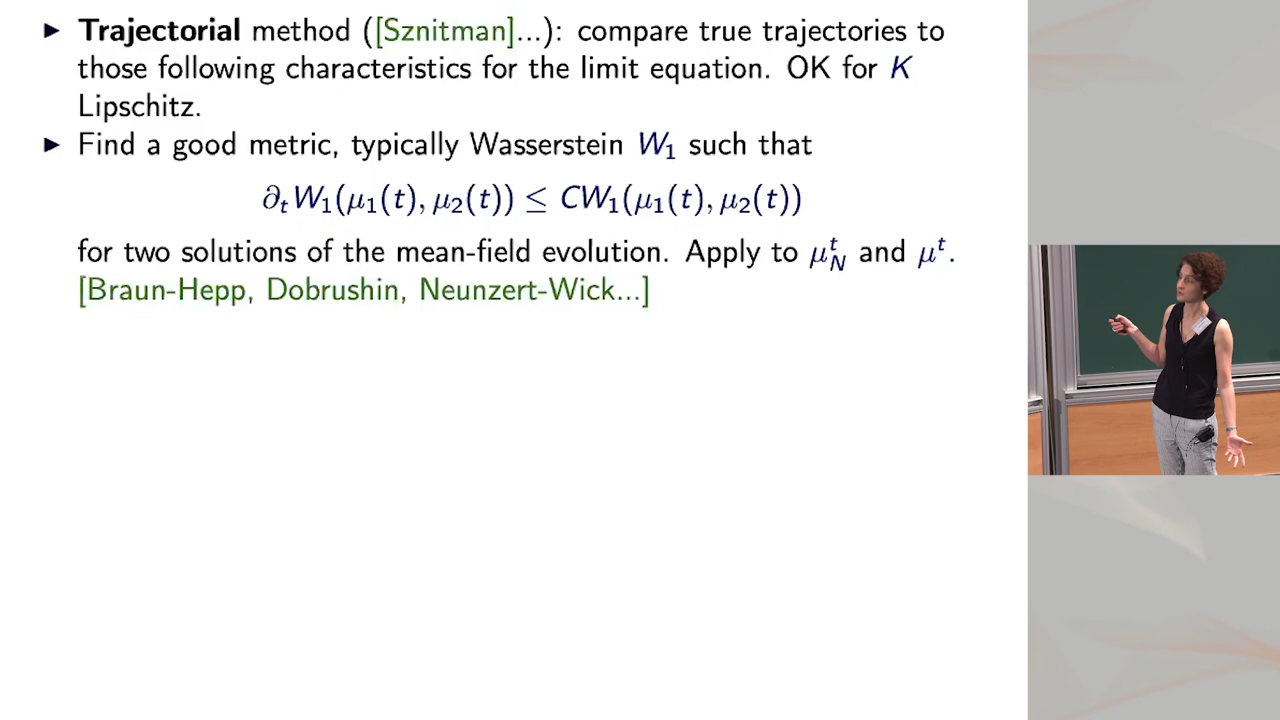 ▶ Trajectorial method ([Sznitman]...): compare true trajectories to
those following characteristics for the limit equation. OK for K
Lipschitz.
▶ Find a good metric, typically Wasserstein W₁ such that
∂ₜW₁(μ₁(t), μ₂(t)) ≤ CW₁(μ₁(t), μ₂(t))
for two solutions of the mean-field evolution. Apply to μ_N^t and μ^t.
[Braun-Hepp, Dobrushin, Neunzert-Wick...]